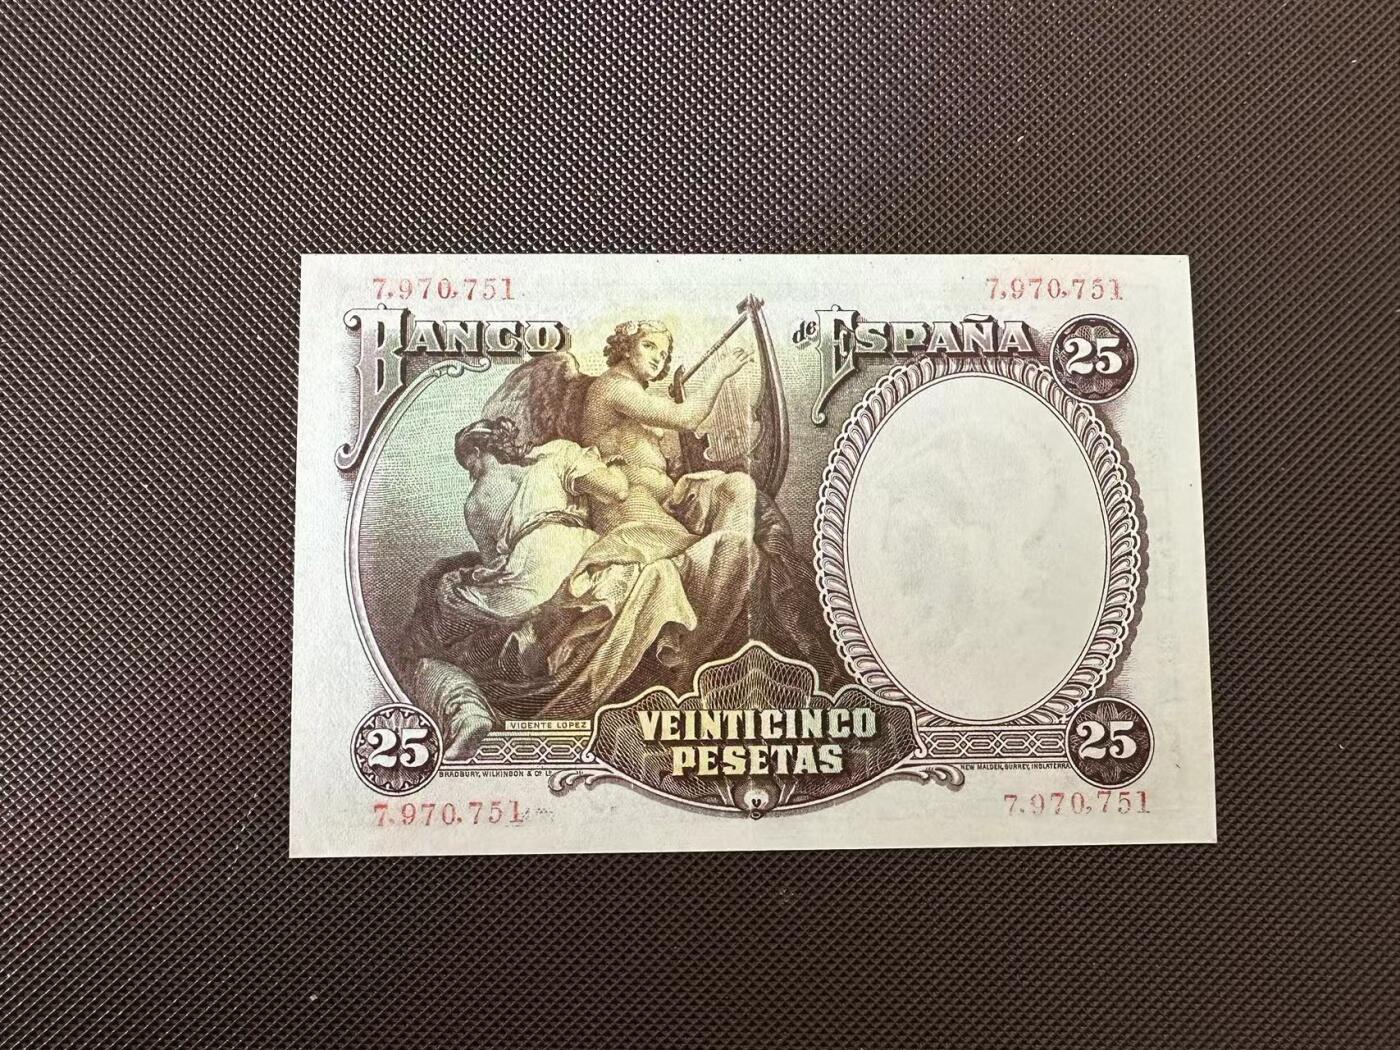 7,970,751 7,970,751
BANCO de ESPAÑA
25
VICENTE LOPEZ
VEINTICINCO
PESETAS
25 25
BRADBURY, WILKINSON & Cº Lº NEW MALDEN, SURREY, INGLATERRA
7,970,751 7,970,751